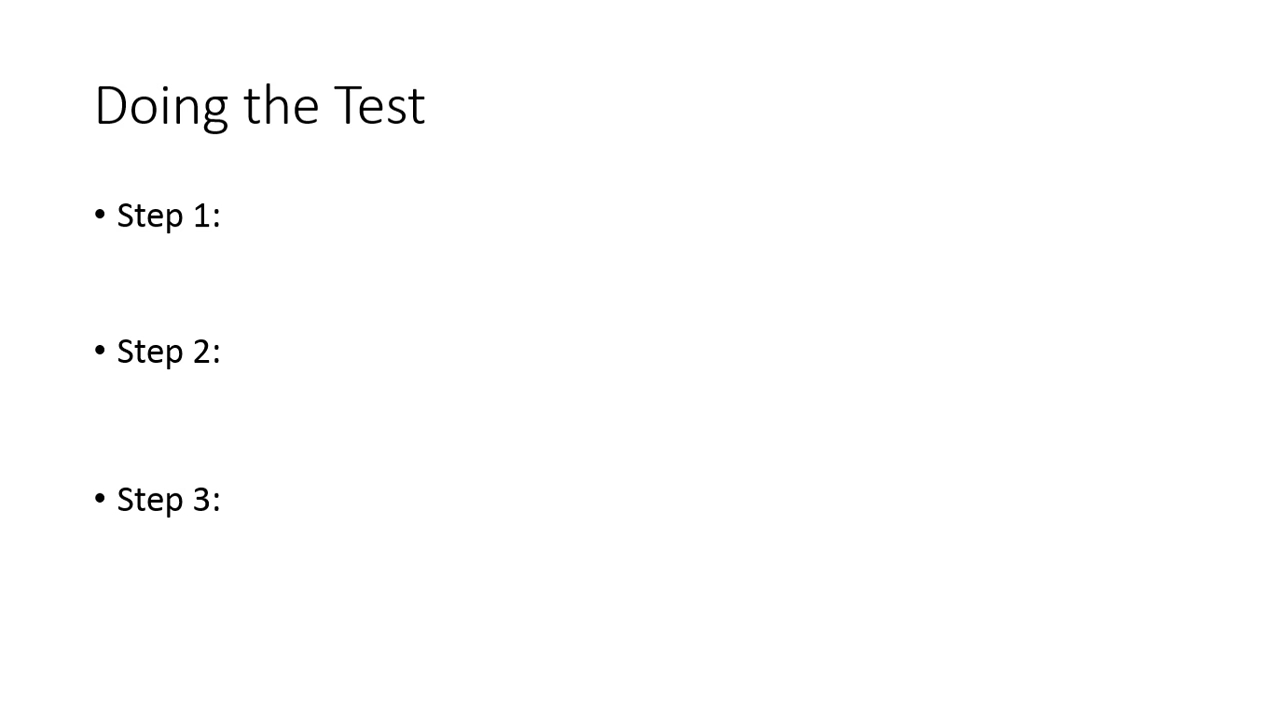 Doing the Test
• Step 1:
• Step 2:
• Step 3: